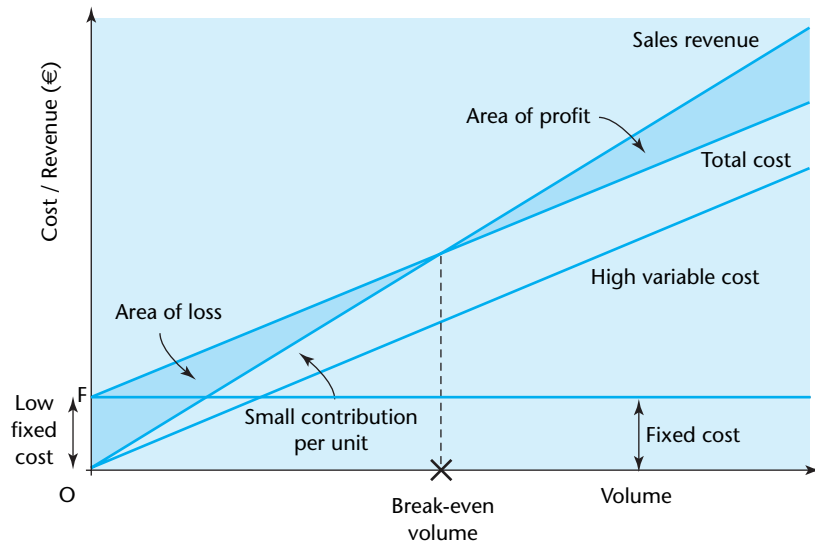 Cost / Revenue (€)
Sales revenue
Area of profit
Total cost
High variable cost
Area of loss
F
Low
fixed
cost
Small contribution
per unit
Fixed cost
O
Break-even
volume
Volume